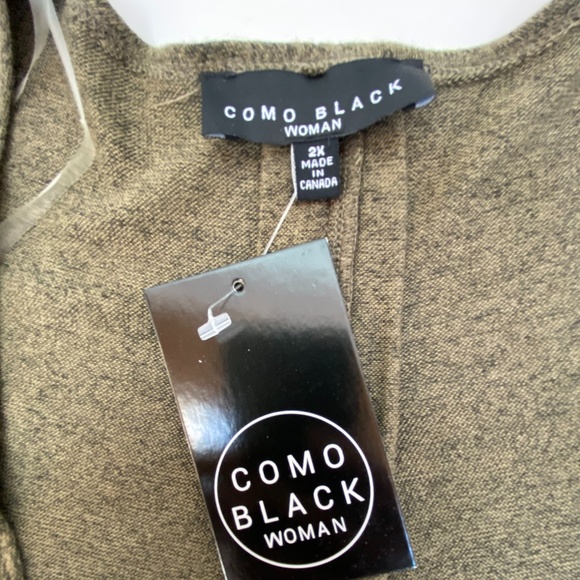 COMO BLACK
WOMAN
2X
MADE
IN
CANADA
COMO
BLACK
WOMAN